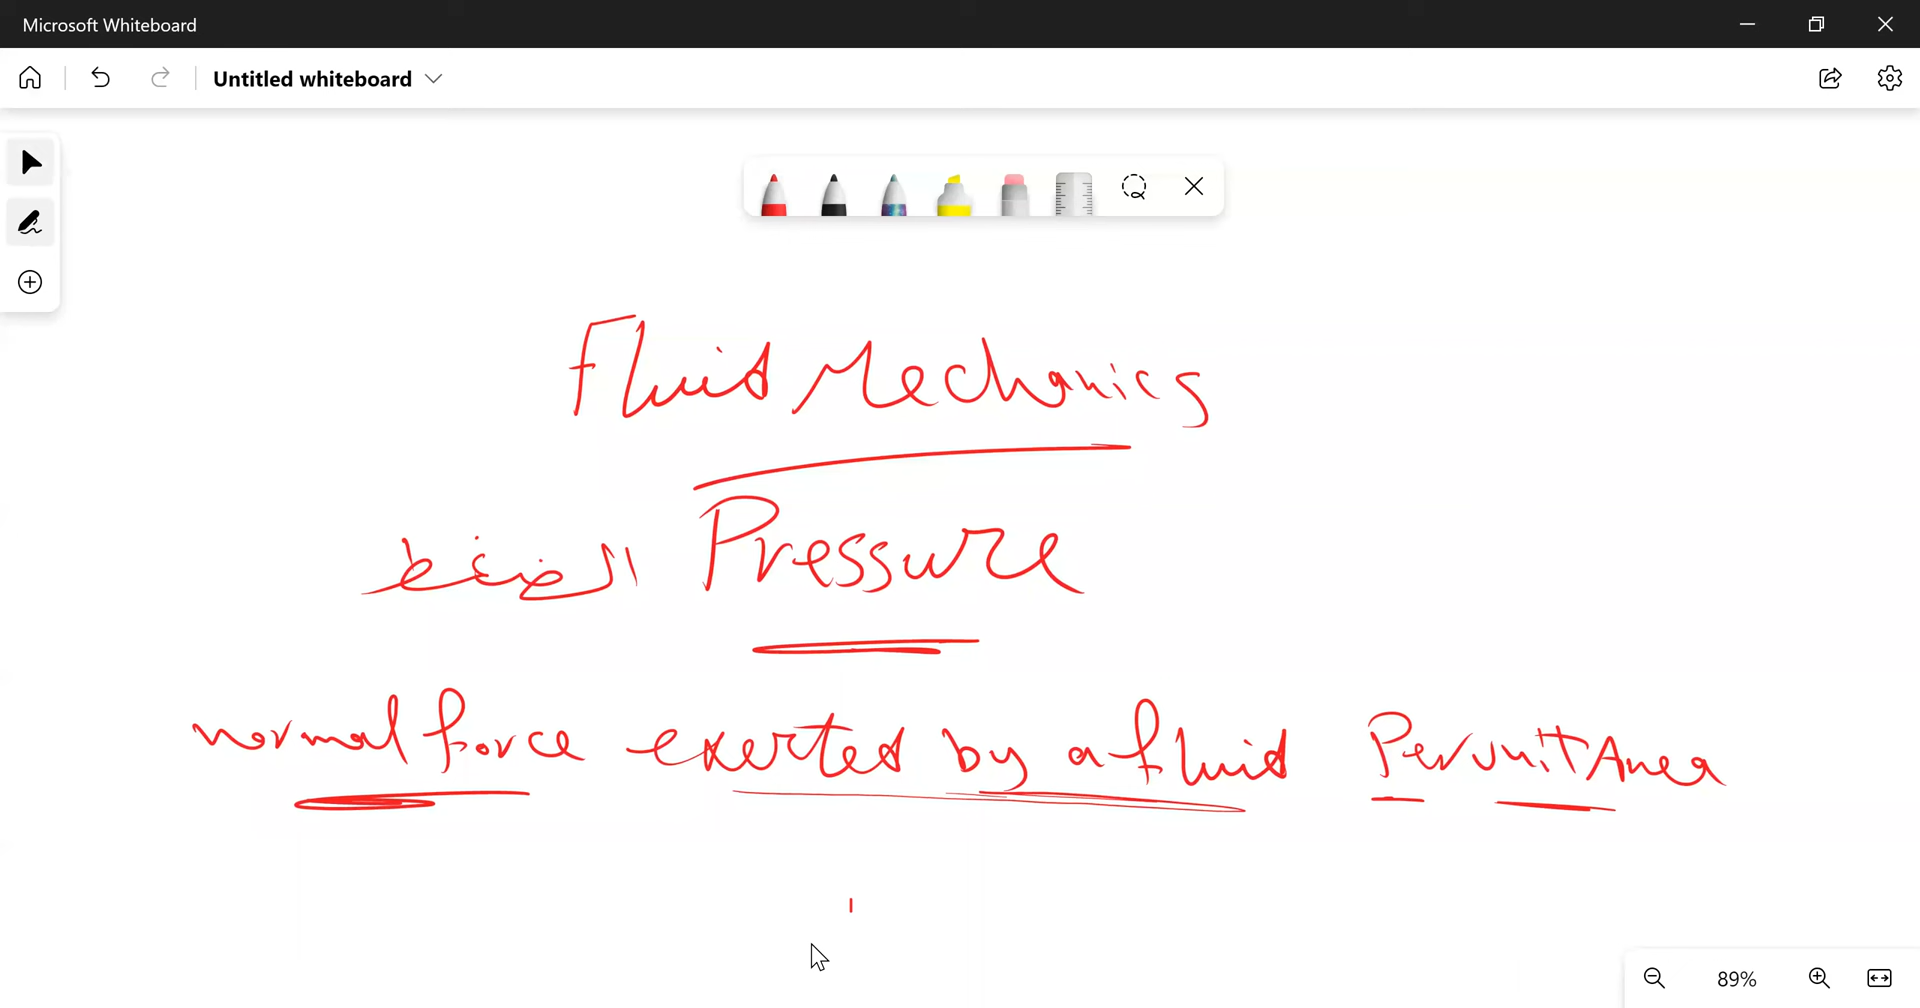 Microsoft Whiteboard
Untitled whiteboard
Fluid Mechanics
الضغط Pressure
normal force exerted by a fluid Per unit Area
89%